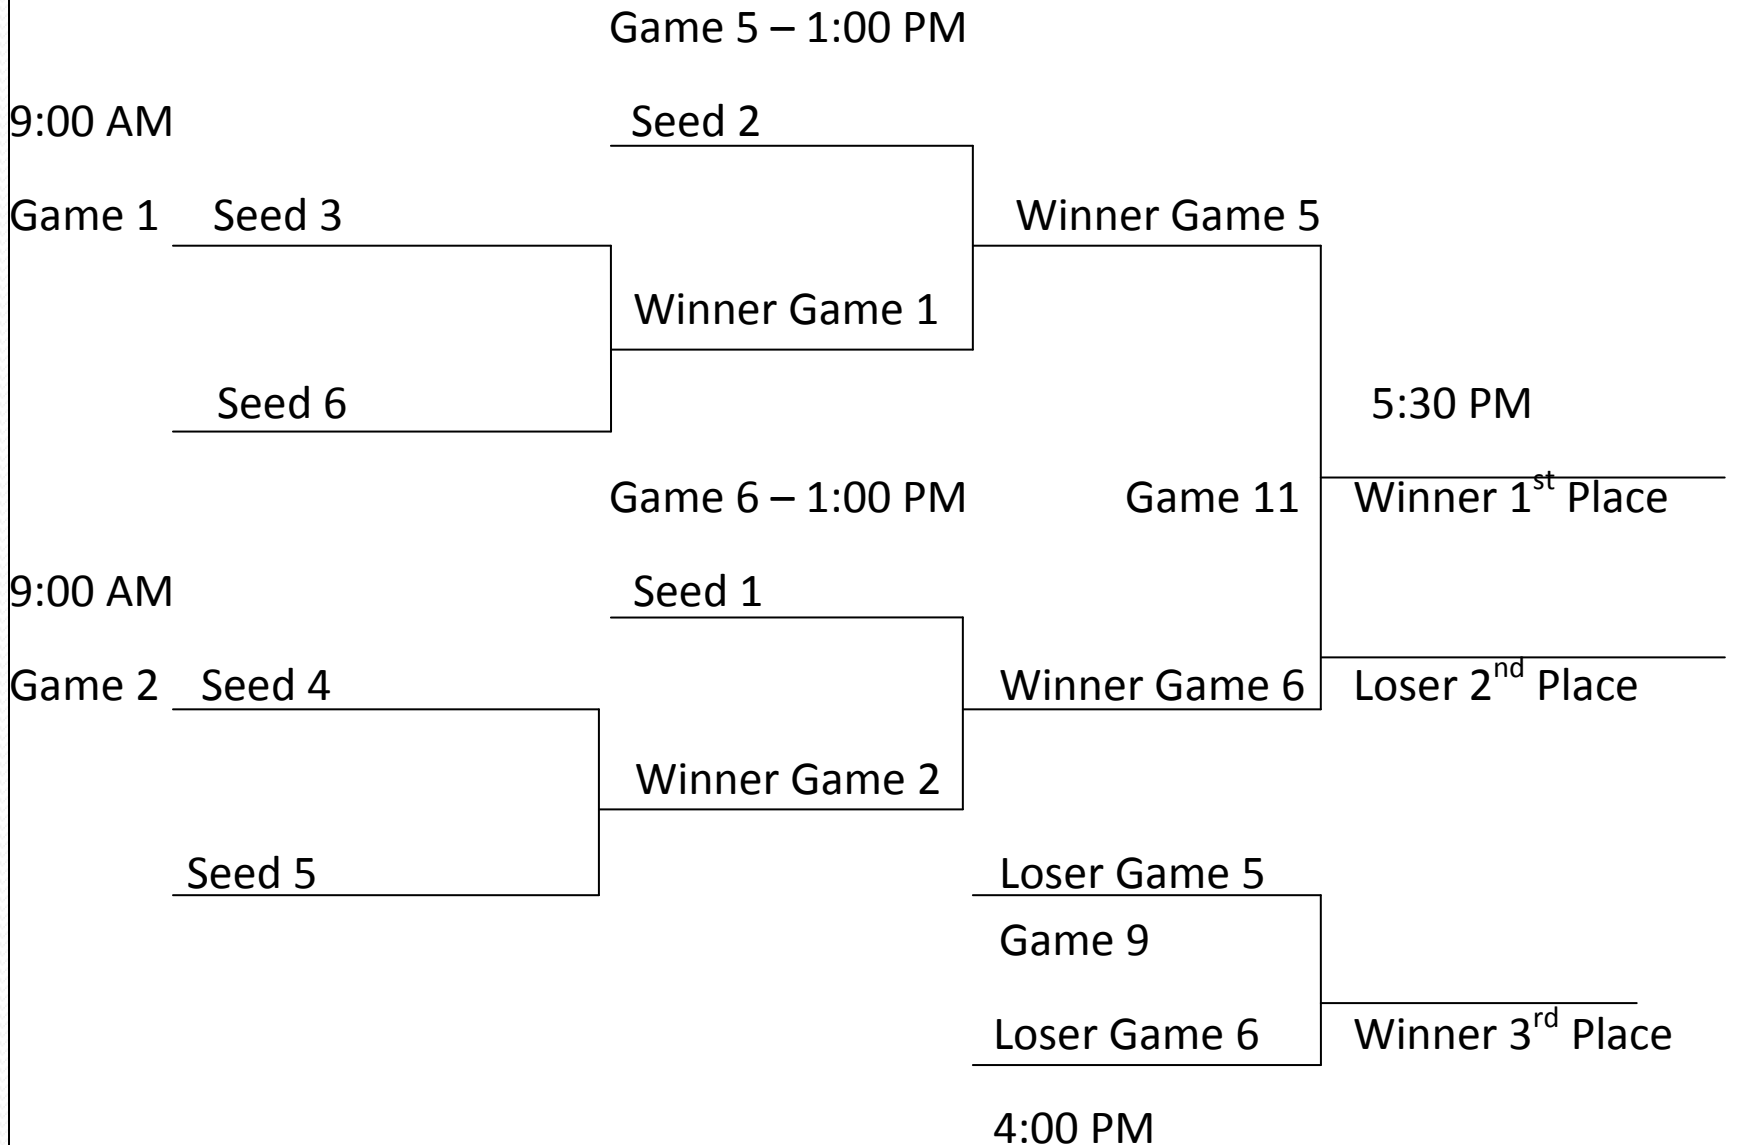 Game 5 – 1:00 PM
9:00 AM Seed 2
Game 1 Seed 3 Winner Game 5
Winner Game 1
Seed 6 5:30 PM
Game 6 – 1:00 PM Game 11 Winner 1st Place
9:00 AM Seed 1
Game 2 Seed 4 Winner Game 6 Loser 2nd Place
Winner Game 2
Seed 5 Loser Game 5
Game 9
Loser Game 6 Winner 3rd Place
4:00 PM